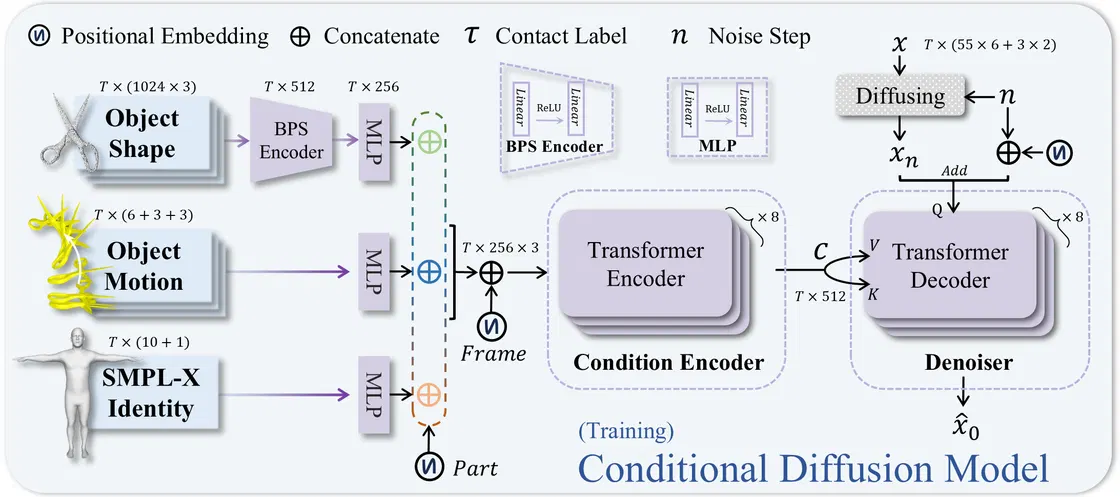 Positional Embedding
⊕ Concatenate
τ Contact Label
n Noise Step
T × (1024 × 3)
Object
Shape
T × 512
BPS
Encoder
T × 256
MLP
Linear
ReLU
Linear
BPS Encoder
Linear
ReLU
Linear
MLP
x T × (55 × 6 + 3 × 2)
Diffusing
n
xₙ
Add
Q
T × (6 + 3 + 3)
Object
Motion
MLP
T × 256 × 3
Frame
Transformer
Encoder
× 8
Condition Encoder
C
T × 512
V
K
Transformer
Decoder
× 8
Denoiser
x̂₀
T × (10 + 1)
SMPL-X
Identity
MLP
Part
(Training)
Conditional Diffusion Model